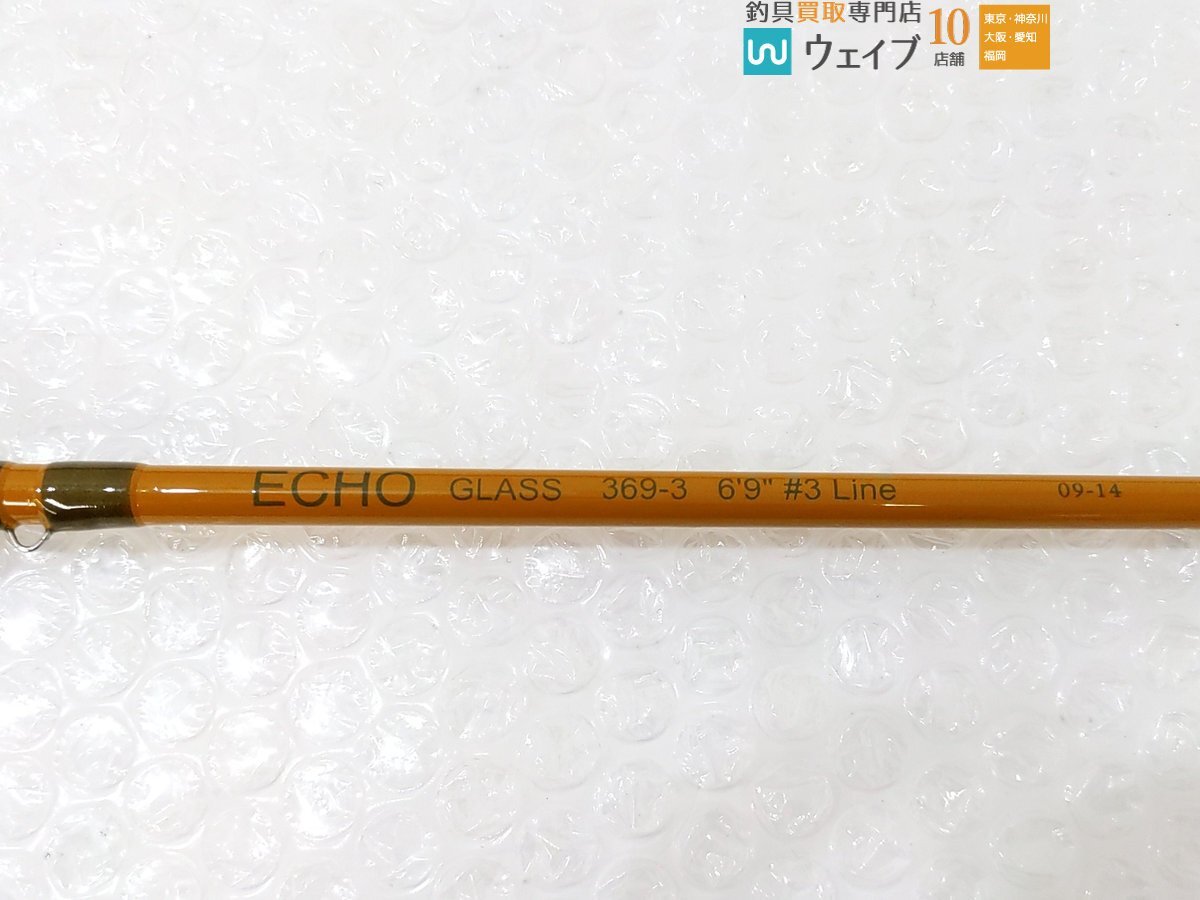 釣具買取専門店
ウェイブ
10
店舗
東京・神奈川
大阪・愛知
福岡
ECHO GLASS 369-3 6'9" #3 Line 09-14